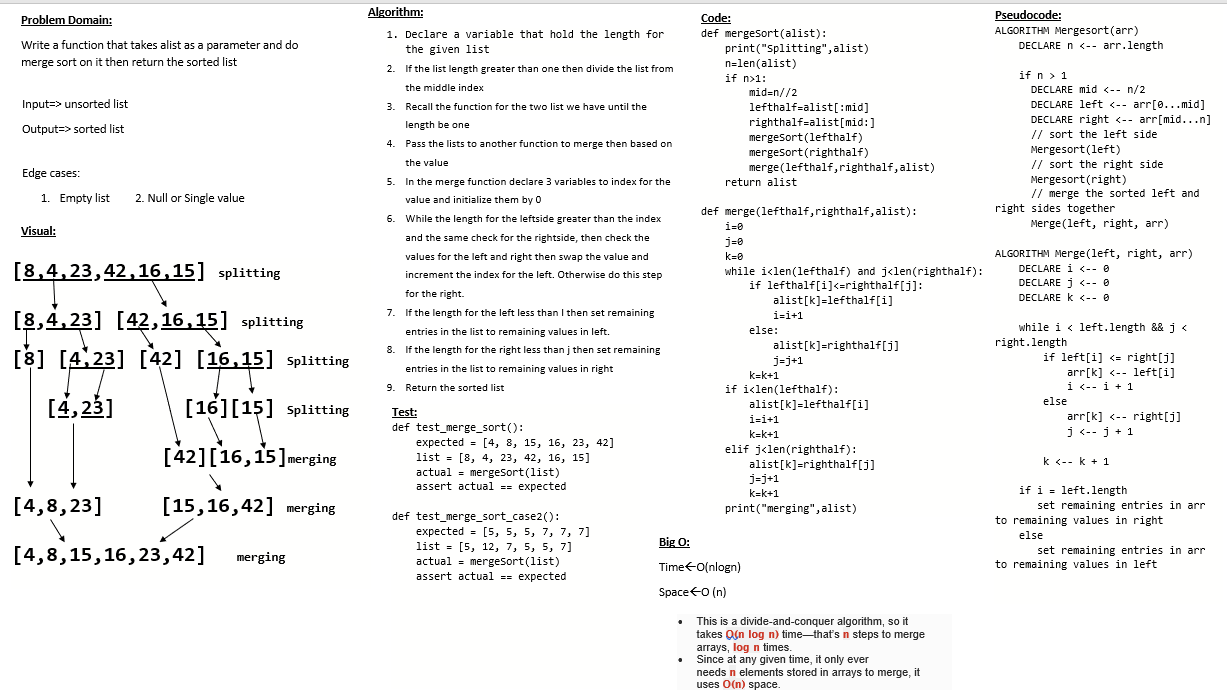 Problem Domain:
Write a function that takes alist as a parameter and do
merge sort on it then return the sorted list
Input=> unsorted list
Output=> sorted list
Edge cases:
1. Empty list 2. Null or Single value
Visual:
[8,4,23,42,16,15] splitting
[8,4,23] [42,16,15] splitting
[8] [4,23] [42] [16,15] Splitting
[4,23] [16][15] Splitting
[42][16,15]merging
[4,8,23] [15,16,42] merging
[4,8,15,16,23,42] merging
Algorithm:
1. Declare a variable that hold the length for
the given list
2. If the list length greater than one then divide the list from
the middle index
3. Recall the function for the two list we have until the
length be one
4. Pass the lists to another function to merge then based on
the value
5. In the merge function declare 3 variables to index for the
value and initialize them by 0
6. While the length for the leftside greater than the index
and the same check for the rightside, then check the
values for the left and right then swap the value and
increment the index for the left. Otherwise do this step
for the right.
7. If the length for the left less than I then set remaining
entries in the list to remaining values in left.
8. If the length for the right less than j then set remaining
entries in the list to remaining values in right
9. Return the sorted list
Test:
def test_merge_sort():
expected = [4, 8, 15, 16, 23, 42]
list = [8, 4, 23, 42, 16, 15]
actual = mergeSort(list)
assert actual == expected
def test_merge_sort_case2():
expected = [5, 5, 5, 7, 7, 7]
list = [5, 12, 7, 5, 5, 7]
actual = mergeSort(list)
assert actual == expected
Code:
def mergeSort(alist):
print("Splitting",alist)
n=len(alist)
if n>1:
mid=n//2
lefthalf=alist[:mid]
righthalf=alist[mid:]
mergeSort(lefthalf)
mergeSort(righthalf)
merge(lefthalf,righthalf,alist)
return alist
def merge(lefthalf,righthalf,alist):
i=0
j=0
k=0
while i<len(lefthalf) and j<len(righthalf):
if lefthalf[i]<=righthalf[j]:
alist[k]=lefthalf[i]
i=i+1
else:
alist[k]=righthalf[j]
j=j+1
k=k+1
if i<len(lefthalf):
alist[k]=lefthalf[i]
i=i+1
k=k+1
elif j<len(righthalf):
alist[k]=righthalf[j]
j=j+1
k=k+1
print("merging",alist)
Big O:
Time←O(nlogn)
Space←O (n)
• This is a divide-and-conquer algorithm, so it
takes O(n log n) time—that's n steps to merge
arrays, log n times.
• Since at any given time, it only ever
needs n elements stored in arrays to merge, it
uses O(n) space.
Pseudocode:
ALGORITHM Mergesort(arr)
DECLARE n <-- arr.length
if n > 1
DECLARE mid <-- n/2
DECLARE left <-- arr[0...mid]
DECLARE right <-- arr[mid...n]
// sort the left side
Mergesort(left)
// sort the right side
Mergesort(right)
// merge the sorted left and
right sides together
Merge(left, right, arr)
ALGORITHM Merge(left, right, arr)
DECLARE i <-- 0
DECLARE j <-- 0
DECLARE k <-- 0
while i < left.length && j <
right.length
if left[i] <= right[j]
arr[k] <-- left[i]
i <-- i + 1
else
arr[k] <-- right[j]
j <-- j + 1
k <-- k + 1
if i = left.length
set remaining entries in arr
to remaining values in right
else
set remaining entries in arr
to remaining values in left